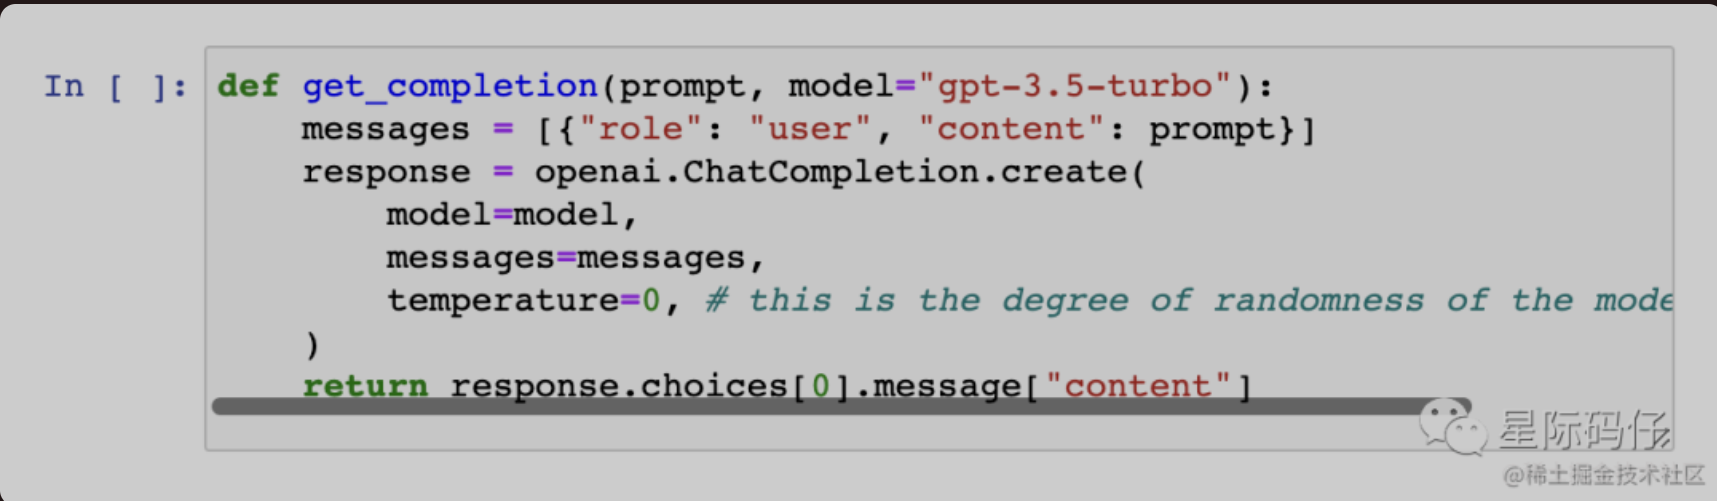 In [ ]: def get_completion(prompt, model="gpt-3.5-turbo"):
    messages = [{"role": "user", "content": prompt}]
    response = openai.ChatCompletion.create(
        model=model,
        messages=messages,
        temperature=0, # this is the degree of randomness of the mode
    )
    return response.choices[0].message["content"]
星际码仔
@稀土掘金技术社区